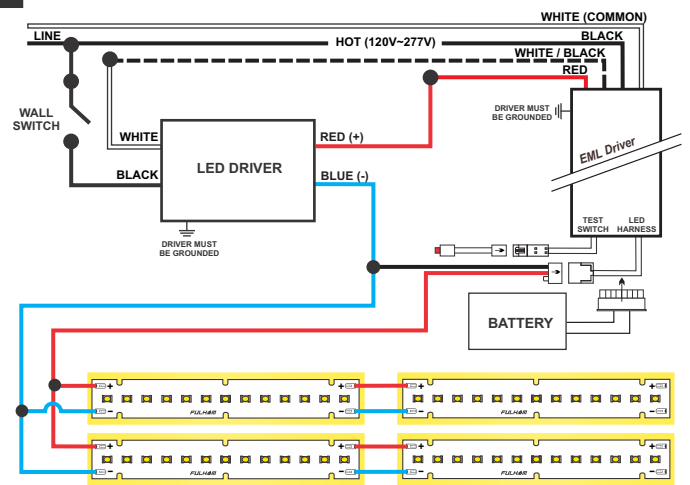 WHITE (COMMON)
LINE
BLACK
HOT (120V~277V)
WHITE / BLACK
RED
WALL
SWITCH
DRIVER MUST
BE GROUNDED
WHITE
RED (+)
EML Driver
LED DRIVER
BLACK
BLUE (-)
TEST
SWITCH
LED
HARNESS
DRIVER MUST
BE GROUNDED
BATTERY
+ + + +
− − − −
FULHAM
FULHAM
+ + + +
− − − −
FULHAM
FULHAM